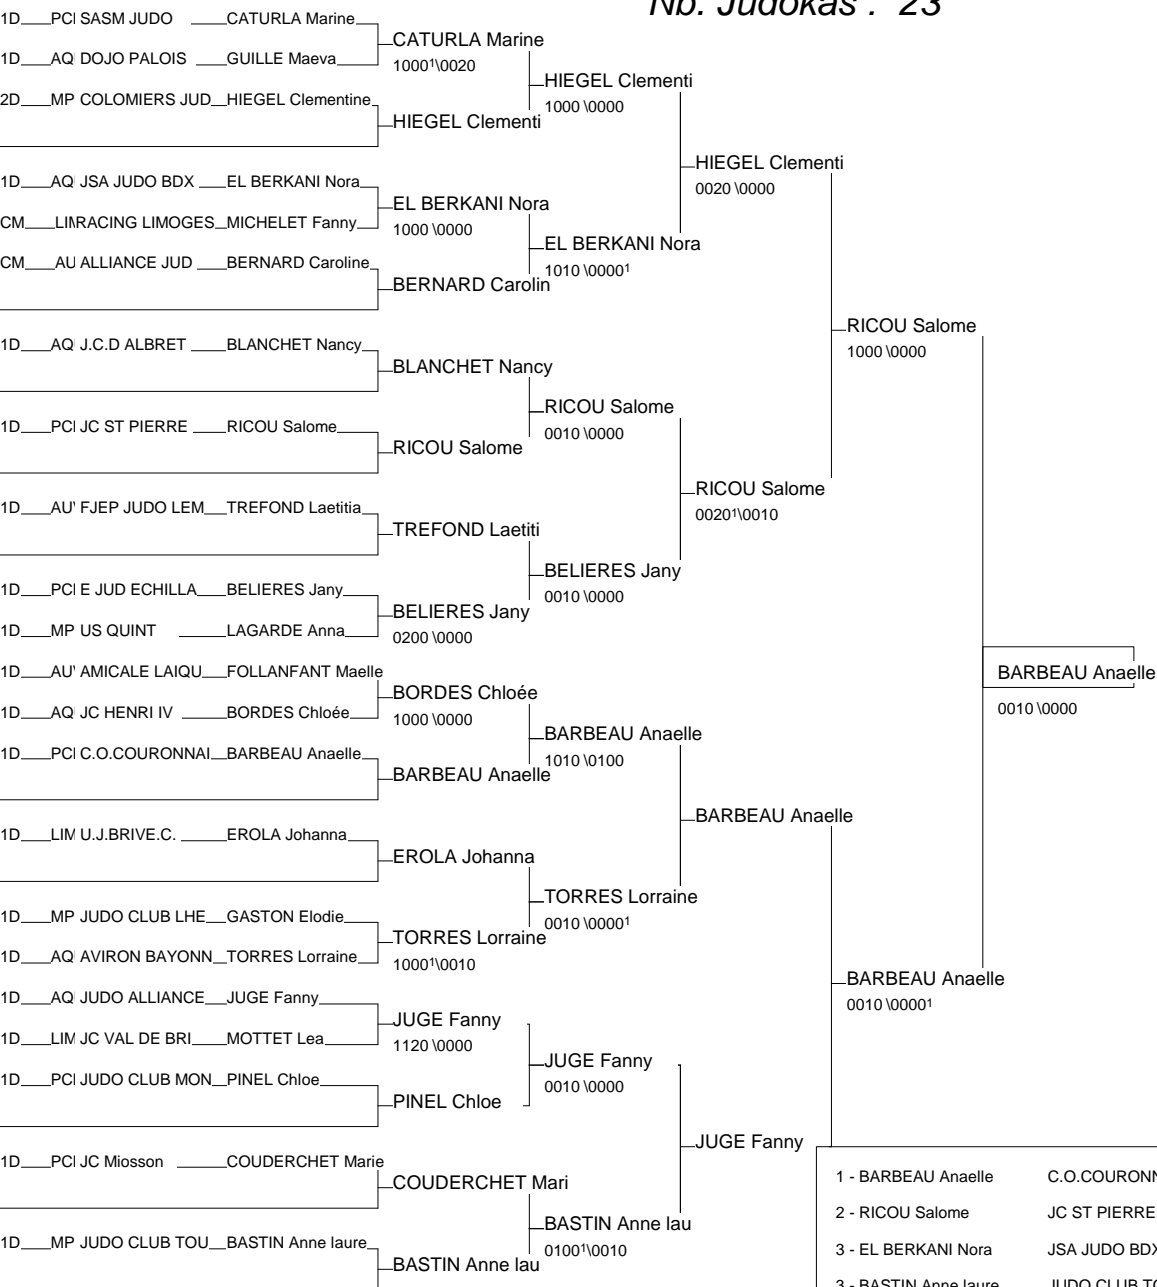 Nb. Judokas : 23
1D PCI SASM JUDO CATURLA Marine
CATURLA Marine
1D AQ DOJO PALOIS GUILLE Maeva
1000¹\0020
HIEGEL Clementi
2D MP COLOMIERS JUD HIEGEL Clementine
1000 \0000
HIEGEL Clementi
HIEGEL Clementi
1D AQ JSA JUDO BDX EL BERKANI Nora
0020 \0000
EL BERKANI Nora
CM LIM RACING LIMOGES MICHELET Fanny
1000 \0000
EL BERKANI Nora
CM AU ALLIANCE JUD BERNARD Caroline
1010 \0000¹
BERNARD Carolin
RICOU Salome
1D AQ J.C.D ALBRET BLANCHET Nancy
1000 \0000
BLANCHET Nancy
RICOU Salome
1D PCI JC ST PIERRE RICOU Salome
0010 \0000
RICOU Salome
RICOU Salome
1D AU' FJEP JUDO LEM TREFOND Laetitia
0020¹\0010
TREFOND Laetiti
BELIERES Jany
1D PCI E JUD ECHILLA BELIERES Jany
0010 \0000
BELIERES Jany
1D MP US QUINT LAGARDE Anna
0200 \0000
1D AU' AMICALE LAIQU FOLLANFANT Maelle
BARBEAU Anaelle
BORDES Chloée
1D AQ JC HENRI IV BORDES Chloée
0010 \0000
1000 \0000
BARBEAU Anaelle
1D PCI C.O.COURONNAI BARBEAU Anaelle
1010 \0100
BARBEAU Anaelle
BARBEAU Anaelle
1D LIM U.J.BRIVE.C. EROLA Johanna
EROLA Johanna
TORRES Lorraine
1D MP JUDO CLUB LHE GASTON Elodie
0010 \0000¹
TORRES Lorraine
1D AQ AVIRON BAYONN TORRES Lorraine
1000¹\0010
BARBEAU Anaelle
1D AQ JUDO ALLIANCE JUGE Fanny
0010 \0000¹
JUGE Fanny
1D LIM JC VAL DE BRI MOTTET Lea
1120 \0000
JUGE Fanny
1D PCI JUDO CLUB MON PINEL Chloe
0010 \0000
PINEL Chloe
JUGE Fanny
1D PCI JC Miosson COUDERCHET Marie
1 - BARBEAU Anaelle C.O.COURONN
COUDERCHET Mari
2 - RICOU Salome JC ST PIERRE
BASTIN Anne lau
1D MP JUDO CLUB TOU BASTIN Anne laure
3 - EL BERKANI Nora JSA JUDO BDX
0100¹\0010
BASTIN Anne lau
3 - BASTIN Anne laure JUDO CLUB TO